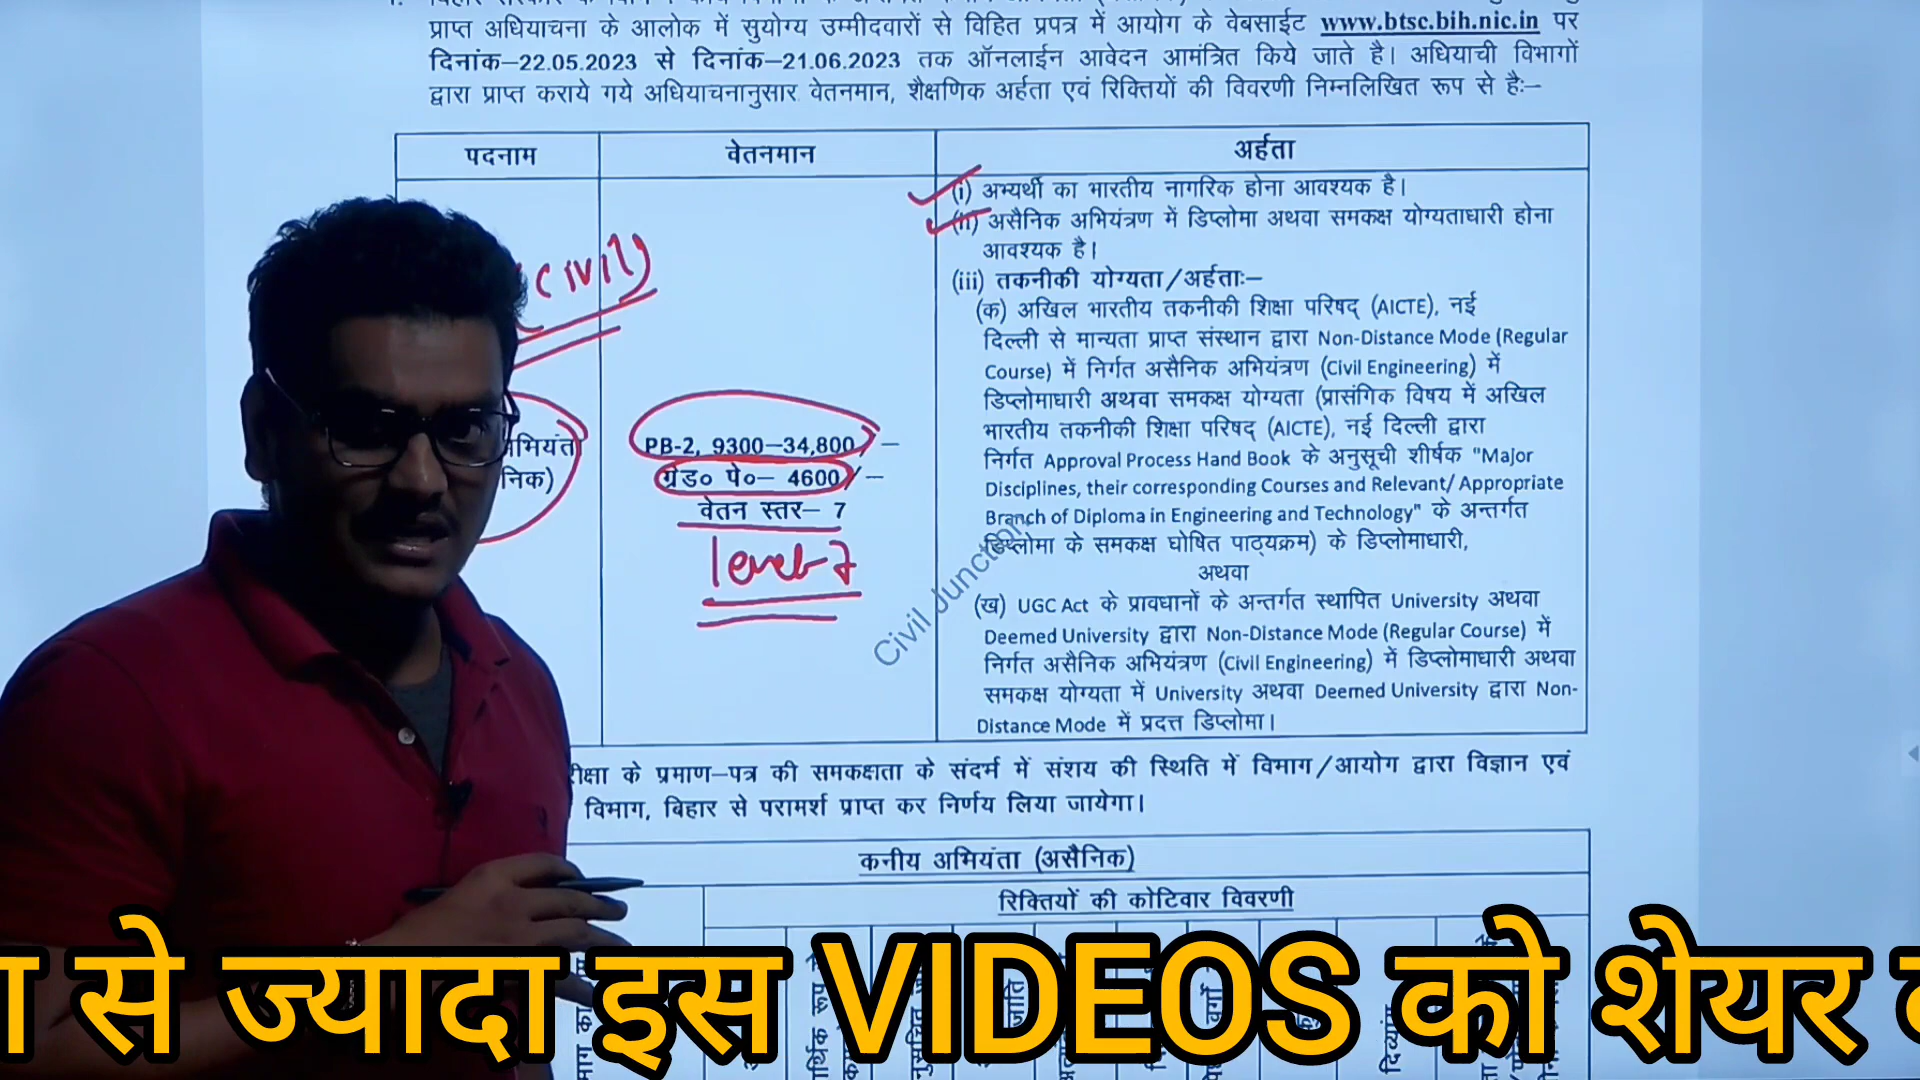 प्राप्त अधियाचना के आलोक में सुयोग्य उम्मीदवारों से विहित प्रपत्र में आयोग के वेबसाईट www.btsc.bih.nic.in पर
दिनांक–22.05.2023 से दिनांक–21.06.2023 तक ऑनलाईन आवेदन आमंत्रित किये जाते है। अधियाची विभागों
द्वारा प्राप्त कराये गये अधियाचनानुसार वेतनमान, शैक्षणिक अर्हता एवं रिक्तियों की विवरणी निम्नलिखित रूप से हैः–
पदनाम
वेतनमान
अर्हता
(civil)
भियंता
निक)
PB-2, 9300–34,800/–
ग्रेड० पे०– 4600/–
वेतन स्तर– 7
level-7
(i) अभ्यर्थी का भारतीय नागरिक होना आवश्यक है।
(ii) असैनिक अभियंत्रण में डिप्लोमा अथवा समकक्ष योग्यताधारी होना
आवश्यक है।
(iii) तकनीकी योग्यता/अर्हताः–
(क) अखिल भारतीय तकनीकी शिक्षा परिषद् (AICTE), नई
दिल्ली से मान्यता प्राप्त संस्थान द्वारा Non-Distance Mode (Regular
Course) में निर्गत असैनिक अभियंत्रण (Civil Engineering) में
डिप्लोमाधारी अथवा समकक्ष योग्यता (प्रासंगिक विषय में अखिल
भारतीय तकनीकी शिक्षा परिषद् (AICTE), नई दिल्ली द्वारा
निर्गत Approval Process Hand Book के अनुसूची शीर्षक "Major
Disciplines, their corresponding Courses and Relevant/ Appropriate
Branch of Diploma in Engineering and Technology" के अन्तर्गत
डिप्लोमा के समकक्ष घोषित पाठ्यक्रम) के डिप्लोमाधारी,
अथवा
(ख) UGC Act के प्रावधानों के अन्तर्गत स्थापित University अथवा
Deemed University द्वारा Non-Distance Mode (Regular Course) में
निर्गत असैनिक अभियंत्रण (Civil Engineering) में डिप्लोमाधारी अथवा
समकक्ष योग्यता में University अथवा Deemed University द्वारा Non-
Distance Mode में प्रदत्त डिप्लोमा।
Civil Junction
रीक्षा के प्रमाण–पत्र की समकक्षता के संदर्भ में संशय की स्थिति में विभाग/आयोग द्वारा विज्ञान एवं
विभाग, बिहार से परामर्श प्राप्त कर निर्णय लिया जायेगा।
कनीय अभियंता (असैनिक)
रिक्तियों की कोटिवार विवरणी
से ज्यादा इस VIDEOS को शेयर